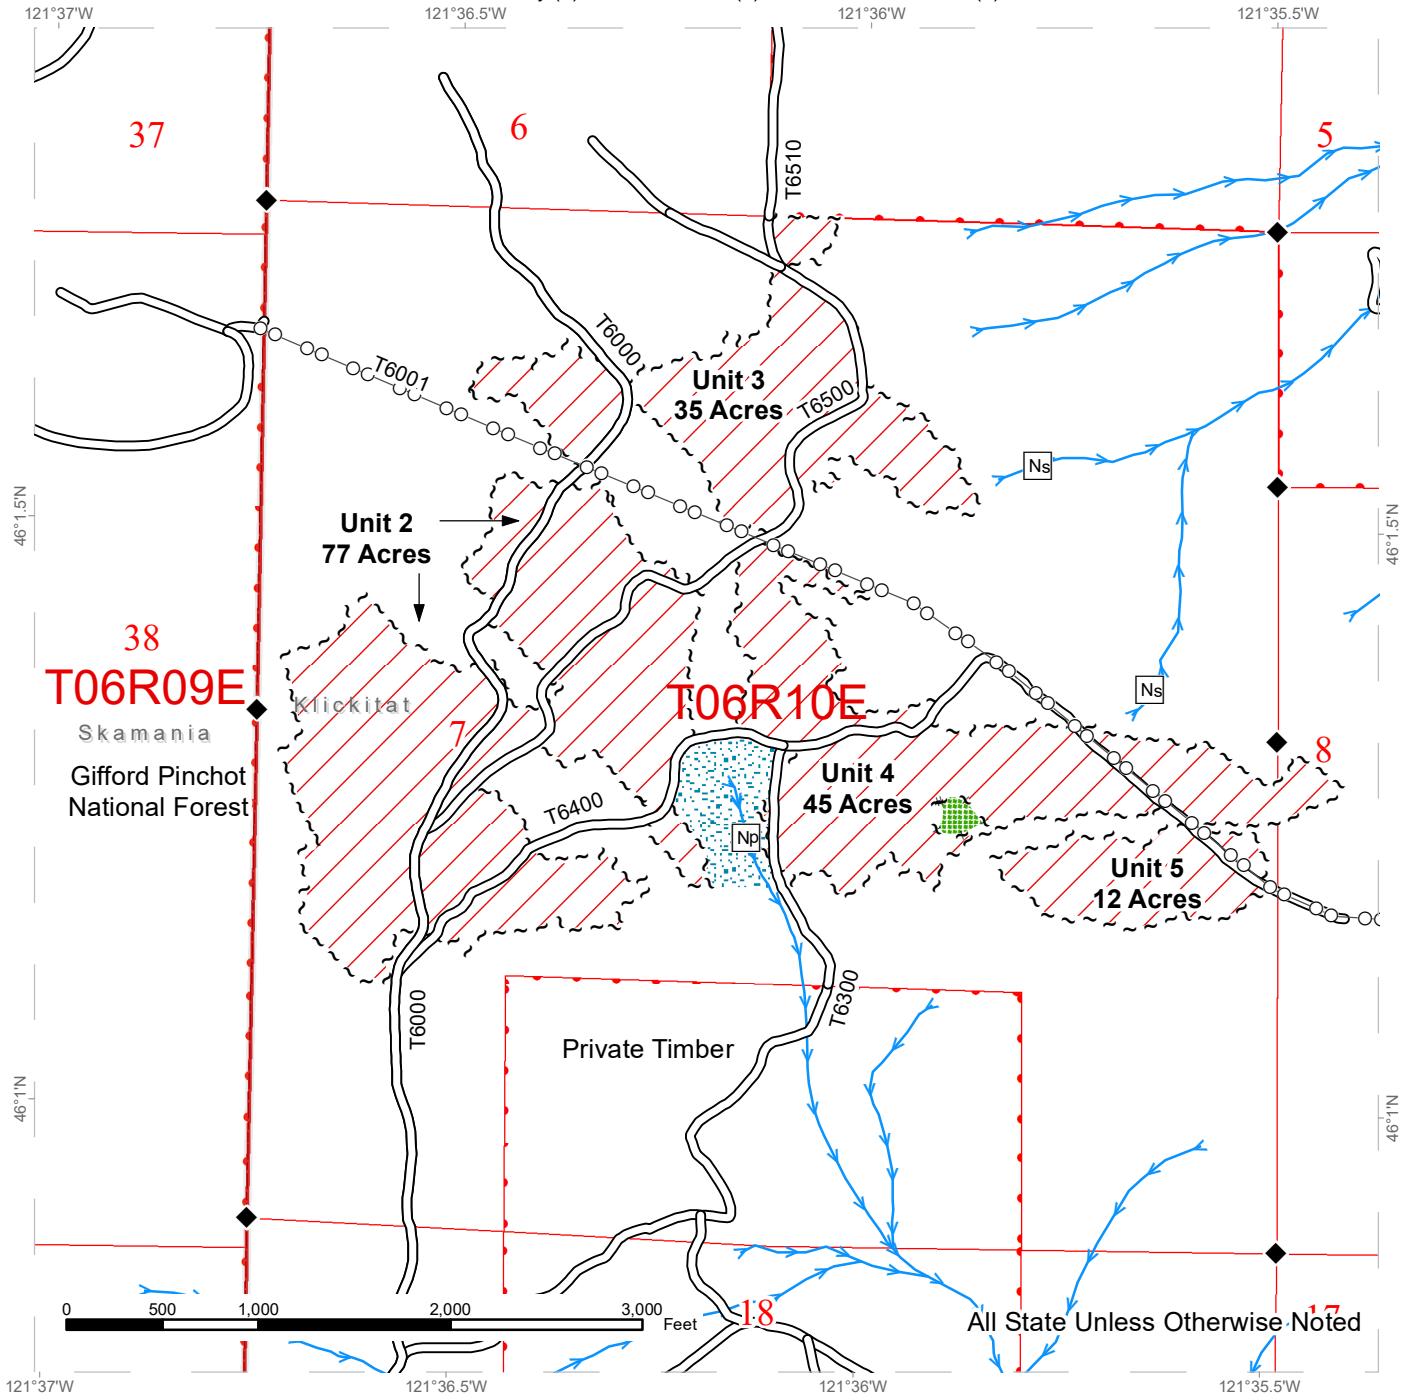 121°37'W
121°36.5'W
121°36'W
121°35.5'W
37
6
5
T6510
T6000
T6001
Unit 3
35 Acres
T6500
Ns
46°1.5'N
46°1.5'N
Unit 2
77 Acres
38
T06R09E
Klickitat
Skamania
7
T06R10E
Ns
8
Gifford Pinchot
National Forest
Unit 4
45 Acres
T6400
Np
Unit 5
12 Acres
T6000
T6300
Private Timber
46°1'N
46°1'N
0 500 1,000 2,000 3,000
Feet
18
17
All State Unless Otherwise Noted
121°37'W
121°36.5'W
121°36'W
121°35.5'W